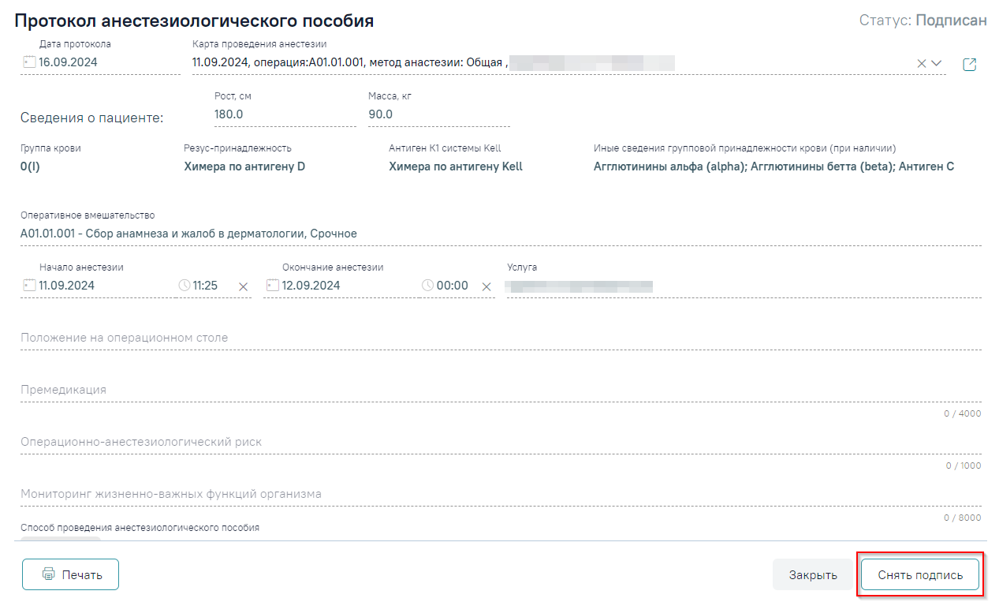 Протокол анестезиологического пособия
Статус: Подписан
Дата протокола
Карта проведения анестезии
16.09.2024
11.09.2024, операция:A01.01.001, метод анастезии: Общая ,
Рост, см
Масса, кг
Сведения о пациенте:
180.0
90.0
Группа крови
Резус-принадлежность
Антиген K1 системы Kell
Иные сведения групповой принадлежности крови (при наличии)
0(I)
Химера по антигену D
Химера по антигену Kell
Агглютинины альфа (alpha); Агглютинины бетта (beta); Антиген C
Оперативное вмешательство
A01.01.001 - Сбор анамнеза и жалоб в дерматологии, Срочное
Начало анестезии
Окончание анестезии
Услуга
11.09.2024
11:25
12.09.2024
00:00
Положение на операционном столе
Премедикация
0 / 4000
Операционно-анестезиологический риск
0 / 1000
Мониторинг жизненно-важных функций организма
0 / 8000
Способ проведения анестезиологического пособия
Печать
Закрыть
Снять подпись